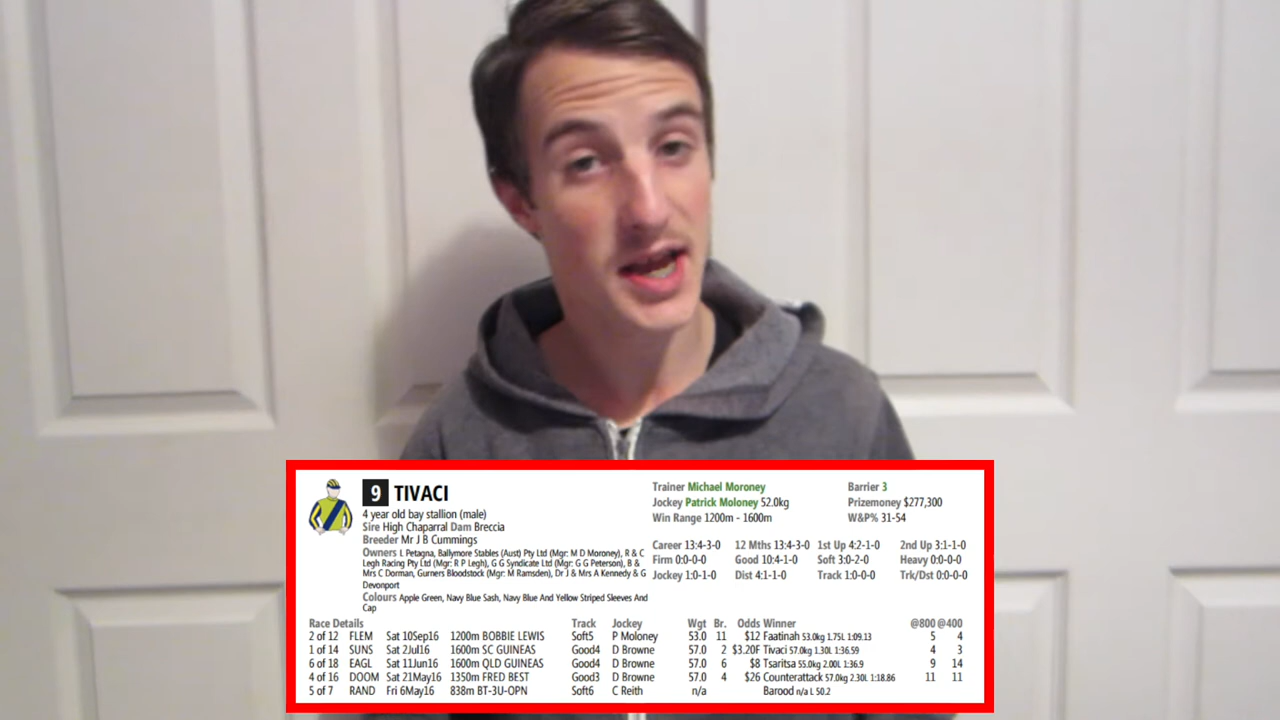 9 TIVACI
4 year old bay stallion (male)
Sire High Chaparral Dam Breccia
Breeder Mr J B Cummings
Owners L Petagna, Ballymore Stables (Aust) Pty Ltd (Mgr: M D Moroney), R & C
Legh Racing Pty Ltd (Mgr: R P Legh), G G Syndicate Ltd (Mgr: G G Peterson), B &
Mrs C Dorman, Gurners Bloodstock (Mgr: M Ramsden), Dr J & Mrs A Kennedy & G
Devonport
Colours Apple Green, Navy Blue Sash, Navy Blue And Yellow Striped Sleeves And
Cap
Trainer Michael Moroney Barrier 3
Jockey Patrick Moloney 52.0kg Prizemoney $277,300
Win Range 1200m - 1600m W&P% 31-54
Career 13:4-3-0 12 Mths 13:4-3-0 1st Up 4:2-1-0 2nd Up 3:1-1-0
Firm 0:0-0-0 Good 10:4-1-0 Soft 3:0-2-0 Heavy 0:0-0-0
Jockey 1:0-1-0 Dist 4:1-1-0 Track 1:0-0-0 Trk/Dst 0:0-0-0
Race Details Track Jockey Wgt Br. Odds Winner @800 @400
2 of 12 FLEM Sat 10Sep16 1200m BOBBIE LEWIS Soft5 P Moloney 53.0 11 $12 Faatinah 53.0kg 1.75L 1:09.13 5 4
1 of 14 SUNS Sat 2Jul16 1600m SC GUINEAS Good4 D Browne 57.0 2 $3.20F Tivaci 57.0kg 1.30L 1:36.59 4 3
6 of 18 EAGL Sat 11Jun16 1600m QLD GUINEAS Good4 D Browne 57.0 6 $8 Tsaritsa 55.0kg 2.00L 1:36.9 9 14
4 of 16 DOOM Sat 21May16 1350m FRED BEST Good3 D Browne 57.0 4 $26 Counterattack 57.0kg 2.30L 1:18.86 11 11
5 of 7 RAND Fri 6May16 838m BT-3U-OPN Soft6 C Reith n/a Barood n/a L 50.2